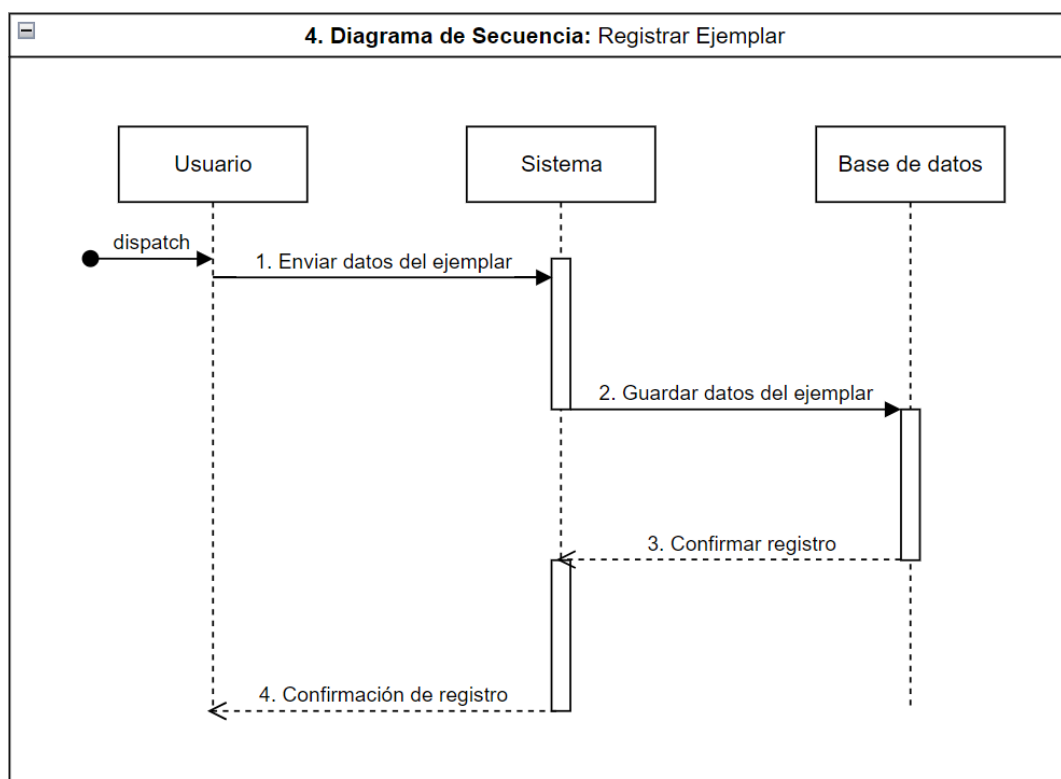 4. Diagrama de Secuencia: Registrar Ejemplar
Usuario
Sistema
Base de datos
dispatch
1. Enviar datos del ejemplar
2. Guardar datos del ejemplar
3. Confirmar registro
4. Confirmación de registro